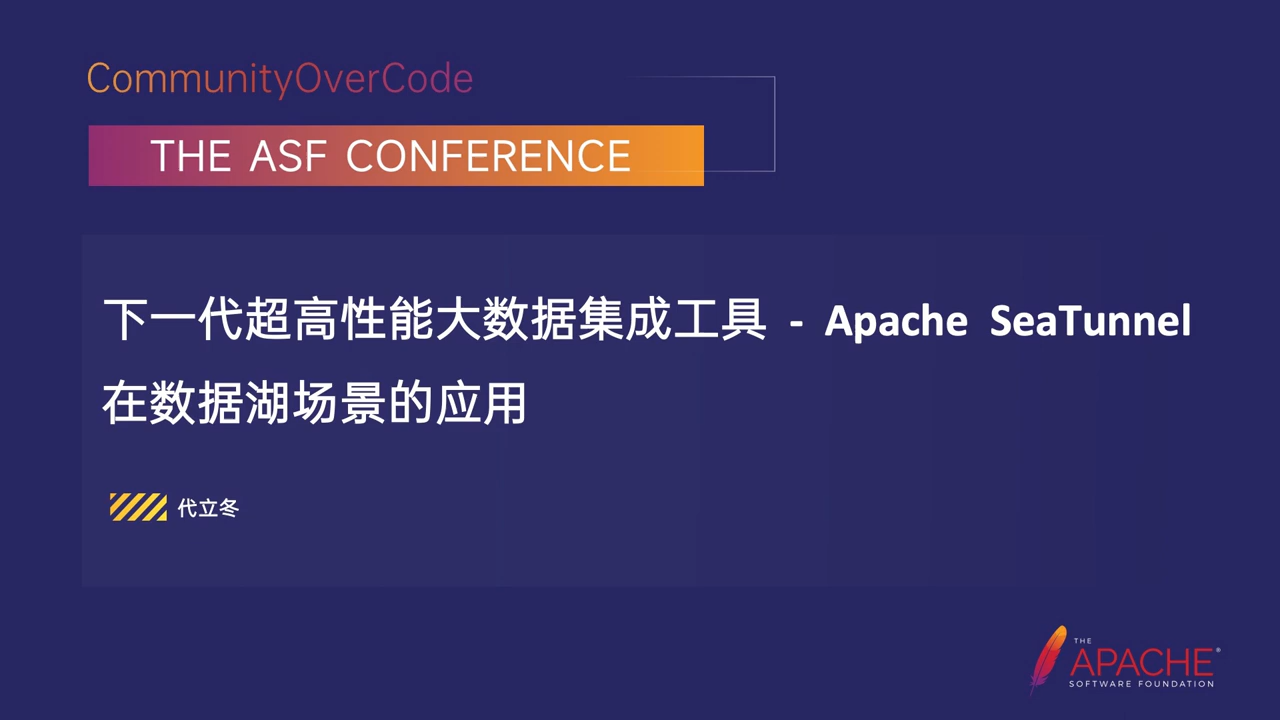 CommunityOverCode
THE ASF CONFERENCE
下一代超高性能大数据集成工具 - Apache SeaTunnel
在数据湖场景的应用
代立冬
THE
APACHE®
SOFTWARE FOUNDATION